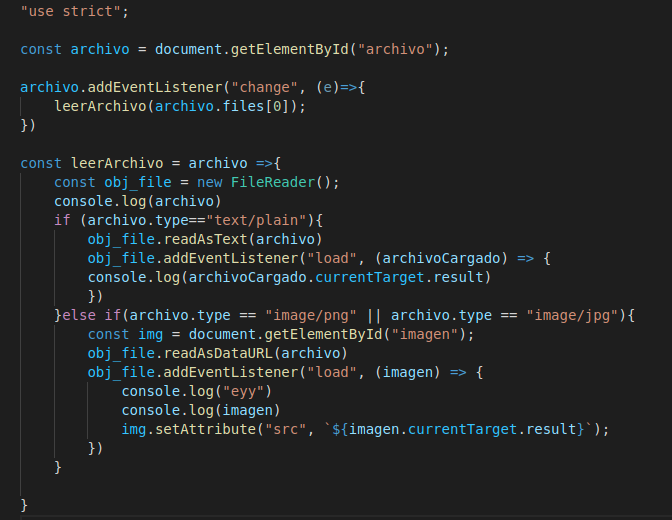 "use strict";
const archivo = document.getElementById("archivo");
archivo.addEventListener("change", (e)=>{
    leerArchivo(archivo.files[0]);
})
const leerArchivo = archivo =>{
    const obj_file = new FileReader();
    console.log(archivo)
    if (archivo.type=="text/plain"){
        obj_file.readAsText(archivo)
        obj_file.addEventListener("load", (archivoCargado) => {
        console.log(archivoCargado.currentTarget.result)
        })
    }else if(archivo.type == "image/png" || archivo.type == "image/jpg"){
        const img = document.getElementById("imagen");
        obj_file.readAsDataURL(archivo)
        obj_file.addEventListener("load", (imagen) => {
            console.log("eyy")
            console.log(imagen)
            img.setAttribute("src", `${imagen.currentTarget.result}`);
        })
    }
}